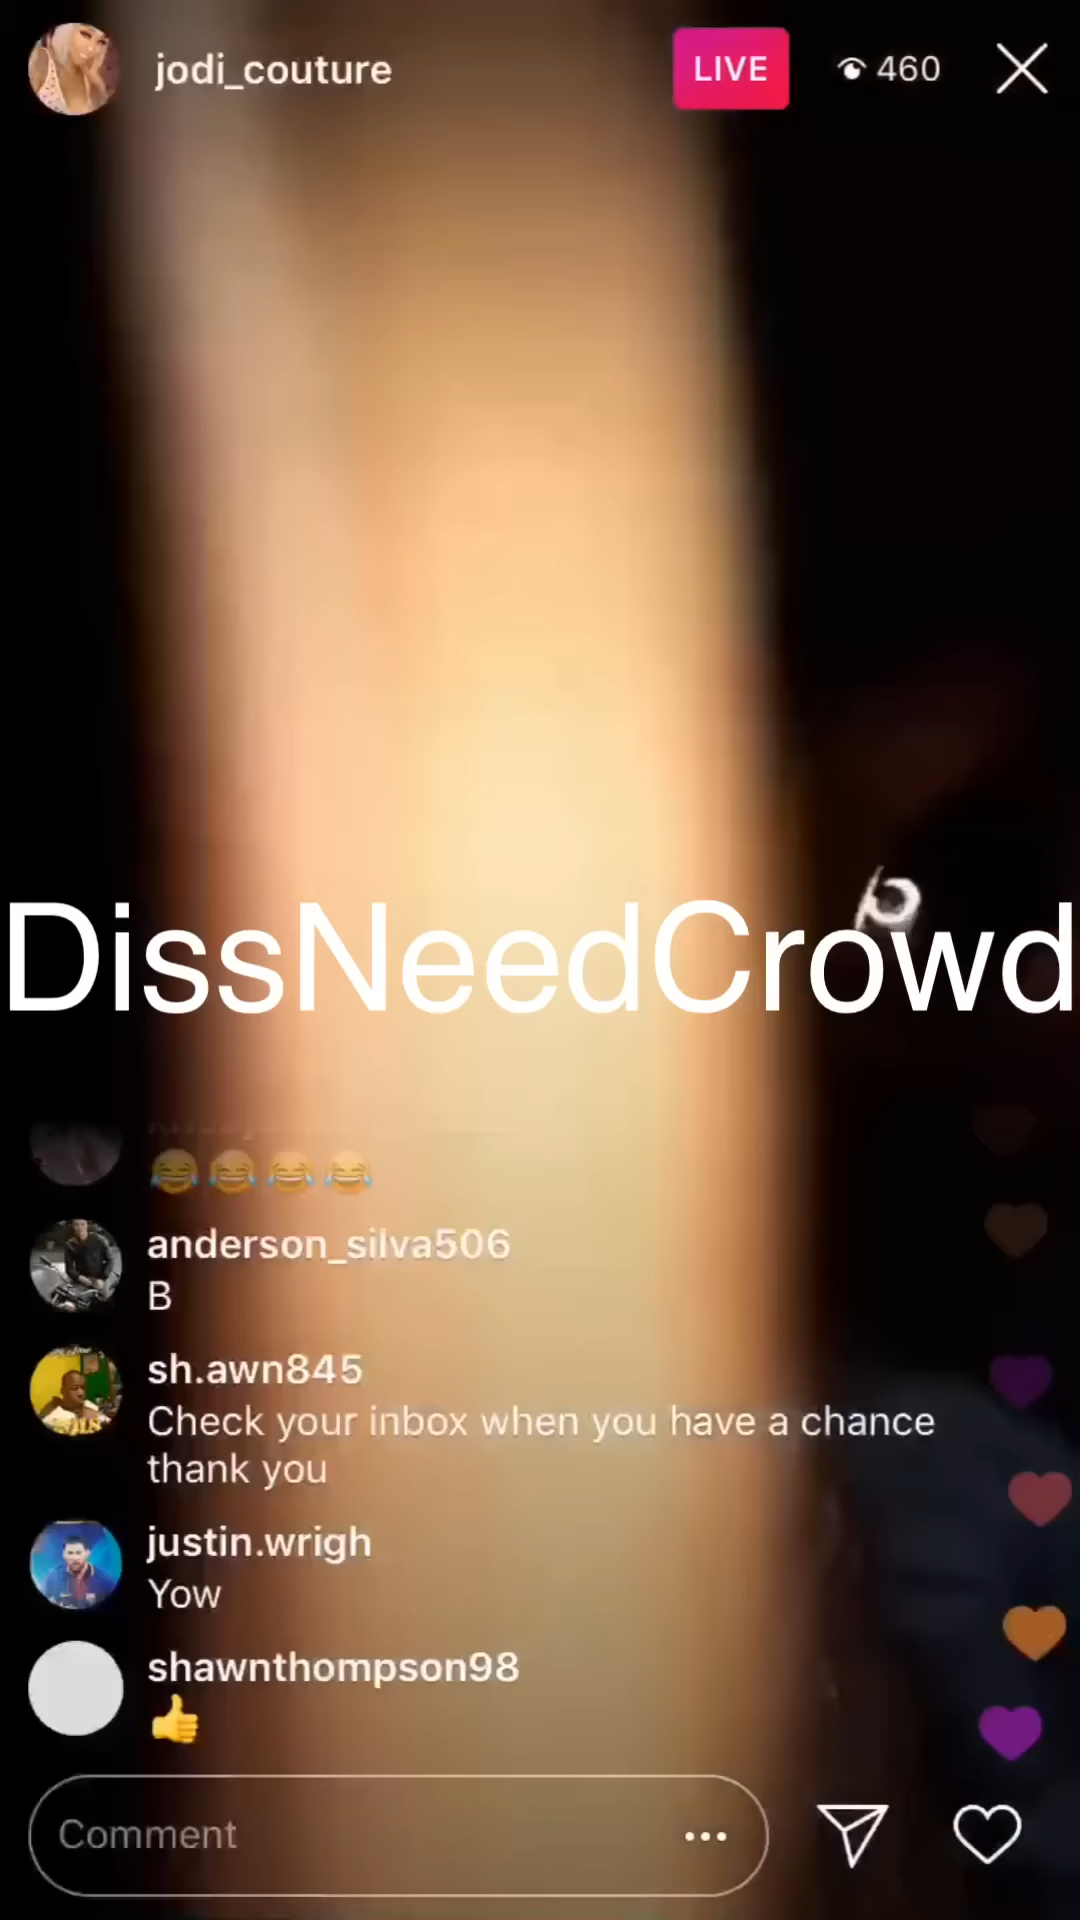 jodi_couture
LIVE
460
DissNeedCrowd
😂😂😂😂
anderson_silva506
B
sh.awn845
Check your inbox when you have a chance
thank you
justin.wrigh
Yow
shawnthompson98
👍
Comment